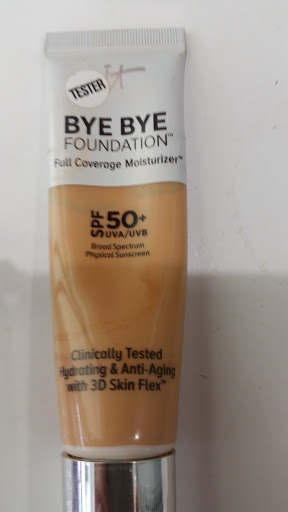 TESTER
it
BYE BYE
FOUNDATION™
Full Coverage Moisturizer™
SPF 50+
UVA/UVB
Broad Spectrum
Physical Sunscreen
Clinically Tested
Hydrating & Anti-Aging
with 3D Skin Flex™